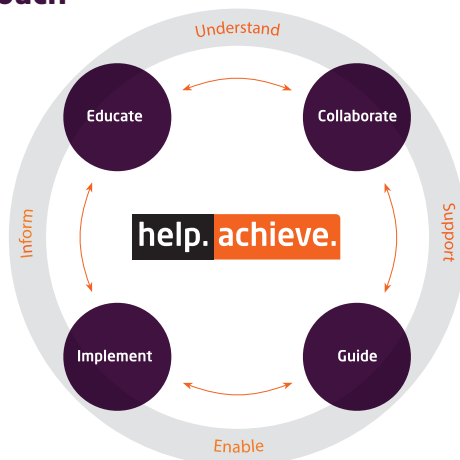 Understand
Educate
Collaborate
Inform
help. achieve.
Support
Implement
Guide
Enable